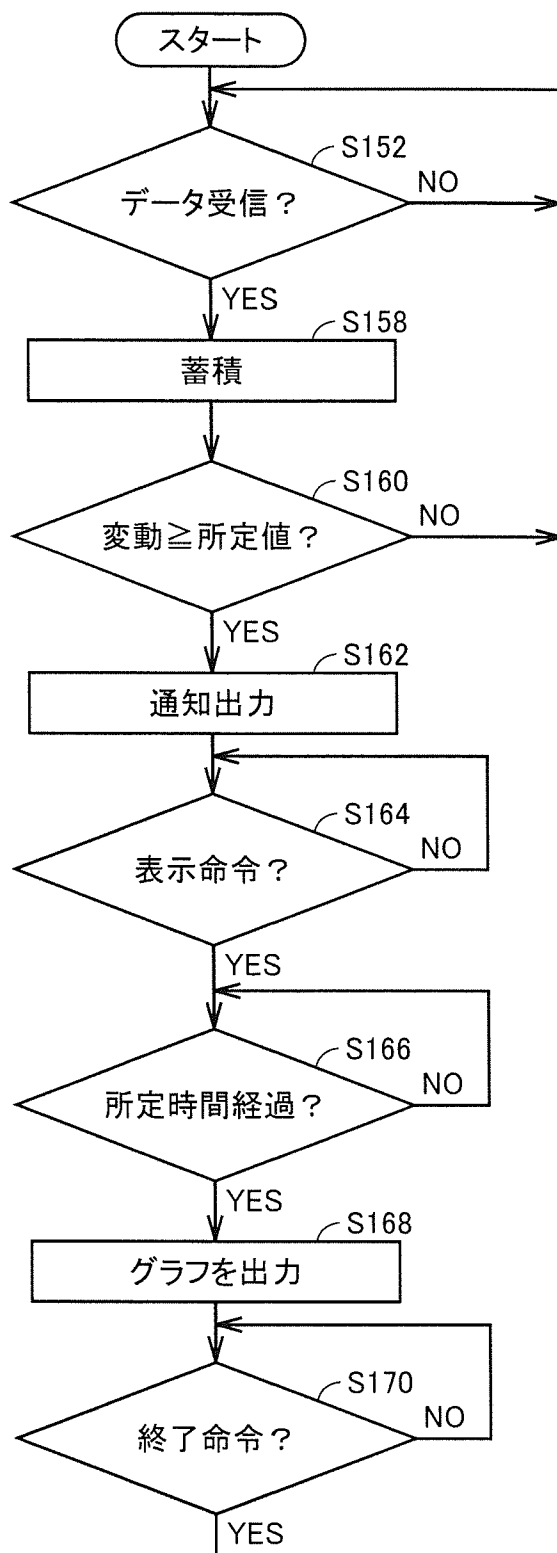 スタート
S152
データ受信？
NO
YES
S158
蓄積
S160
変動≧所定値？
NO
YES
S162
通知出力
S164
表示命令？
NO
YES
S166
所定時間経過？
NO
YES
S168
グラフを出力
S170
終了命令？
NO
YES